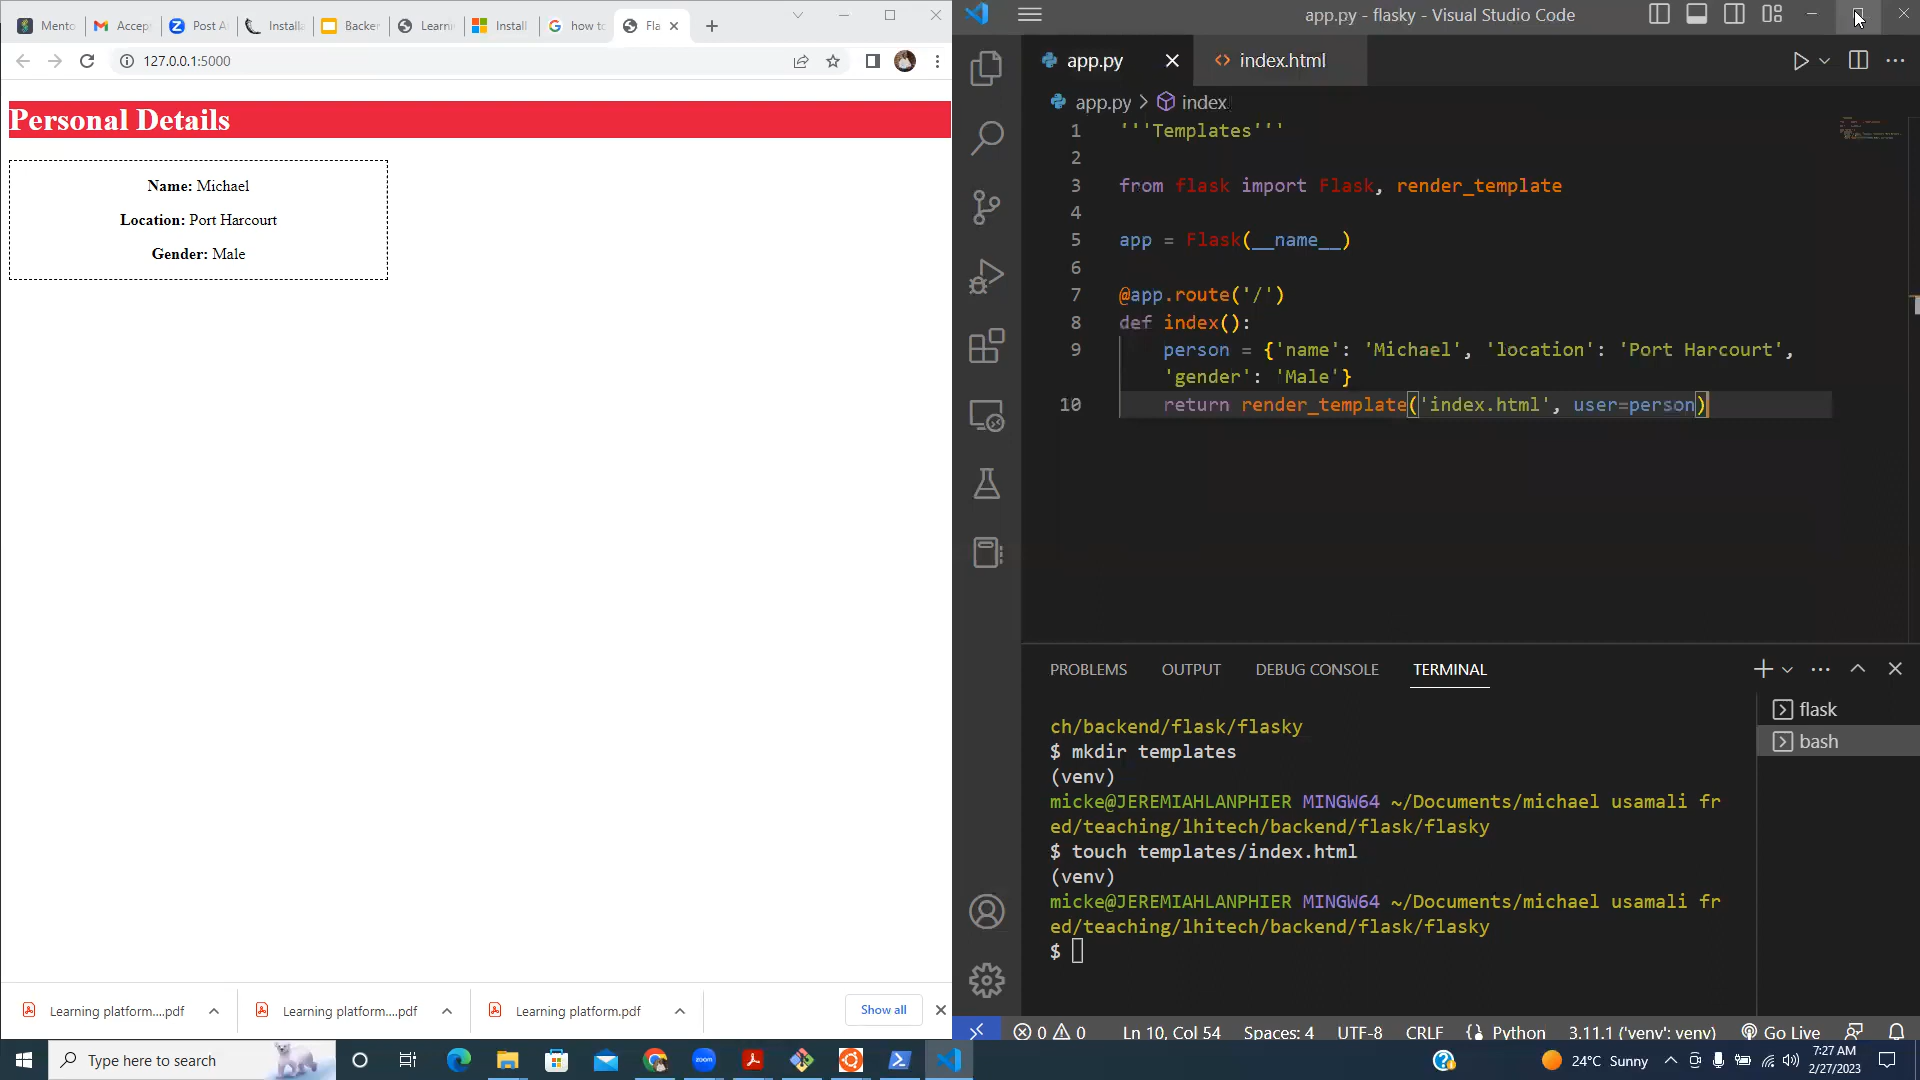 Mento
Accep
Post A
Installa
Backer
Learni
Install
how to
Fla
127.0.0.1:5000
Personal Details
Name: Michael
Location: Port Harcourt
Gender: Male
Learning platform....pdf
Learning platform....pdf
Learning platform.pdf
Show all
app.py - flasky - Visual Studio Code
app.py
index.html
app.py > index
1 '''Templates'''
2
3 from flask import Flask, render_template
4
5 app = Flask(__name__)
6
7 @app.route('/')
8 def index():
9 person = {'name': 'Michael', 'location': 'Port Harcourt',
'gender': 'Male'}
10 return render_template('index.html', user=person)
PROBLEMS OUTPUT DEBUG CONSOLE TERMINAL
flask
bash
ch/backend/flask/flasky
$ mkdir templates
(venv)
micke@JEREMIAHLANPHIER MINGW64 ~/Documents/michael usamali fr
ed/teaching/lhitech/backend/flask/flasky
$ touch templates/index.html
(venv)
micke@JEREMIAHLANPHIER MINGW64 ~/Documents/michael usamali fr
ed/teaching/lhitech/backend/flask/flasky
$
0 0 Ln 10, Col 54 Spaces: 4 UTF-8 CRLF Python 3.11.1 ('venv': venv) Go Live
Type here to search
zoom
24°C Sunny
7:27 AM
2/27/2023